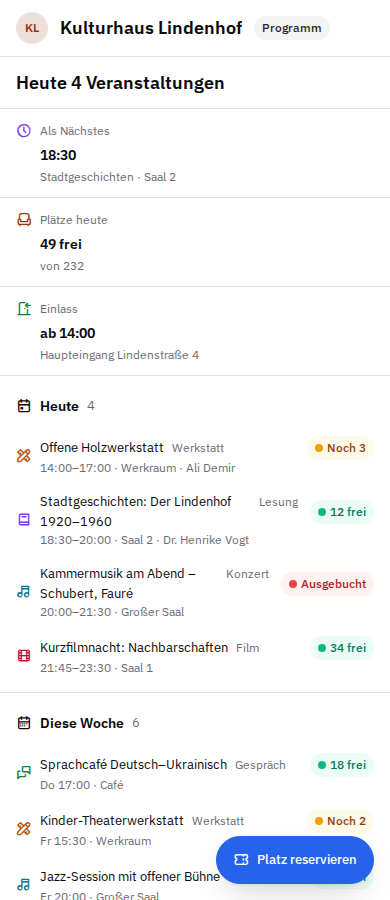 KL Kulturhaus Lindenhof Programm
Heute 4 Veranstaltungen
Als Nächstes
18:30
Stadtgeschichten · Saal 2
Plätze heute
49 frei
von 232
Einlass
ab 14:00
Haupteingang Lindenstraße 4
Heute 4
Offene Holzwerkstatt Werkstatt Noch 3
14:00–17:00 · Werkraum · Ali Demir
Stadtgeschichten: Der Lindenhof Lesung
1920–1960
12 frei
18:30–20:00 · Saal 2 · Dr. Henrike Vogt
Kammermusik am Abend – Konzert
Schubert, Fauré
Ausgebucht
20:00–21:30 · Großer Saal
Kurzfilmnacht: Nachbarschaften Film 34 frei
21:45–23:30 · Saal 1
Diese Woche 6
Sprachcafé Deutsch–Ukrainisch Gespräch 18 frei
Do 17:00 · Café
Kinder-Theaterwerkstatt Werkstatt Noch 2
Fr 15:30 · Werkraum
Platz reservieren
Jazz-Session mit offener Bühne
Fr 20:00 · Großer Saal